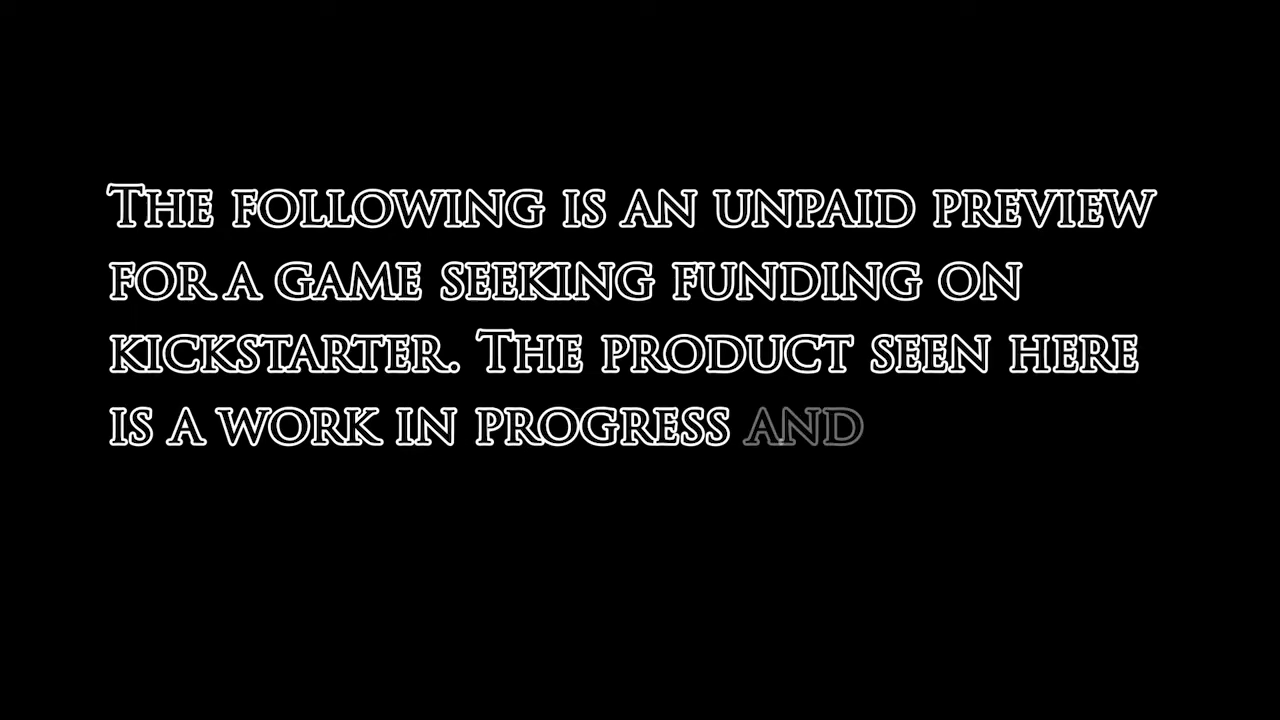 The following is an unpaid preview
for a game seeking funding on
kickstarter. The product seen here
is a work in progress and